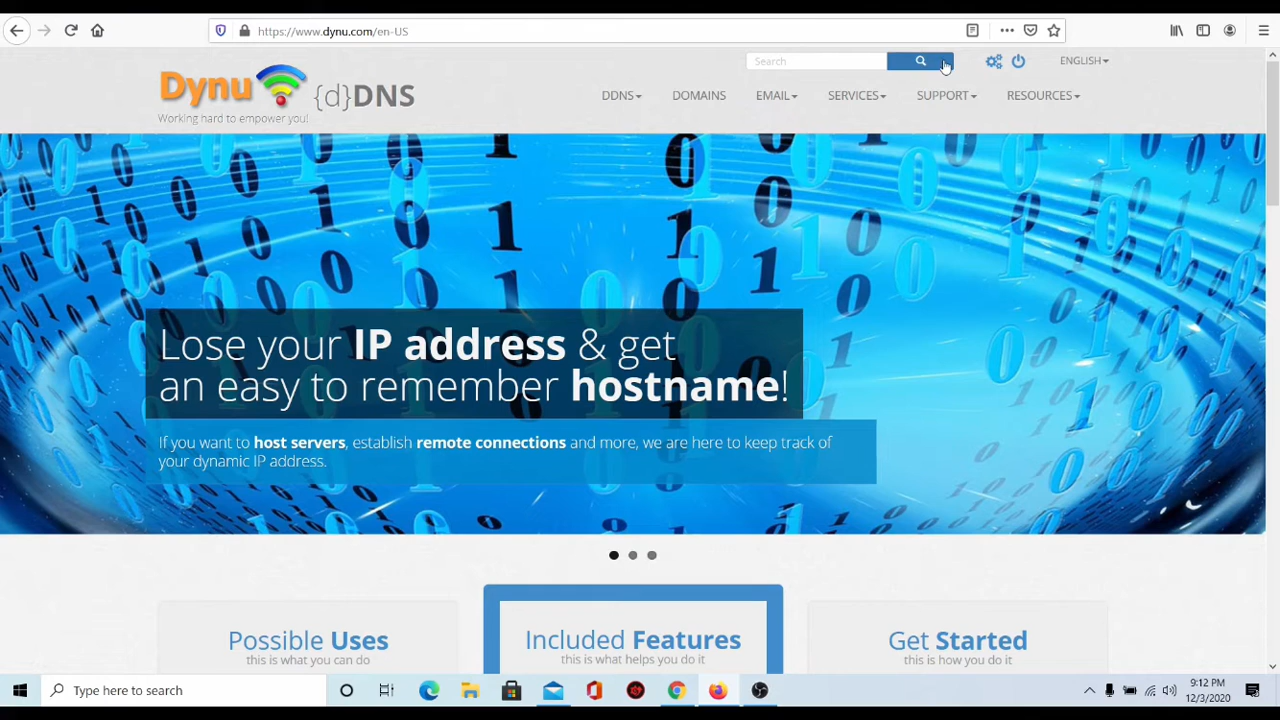 https://www.dynu.com/en-US
Search
ENGLISH
Dynu {d}DNS
Working hard to empower you!
DDNS DOMAINS EMAIL SERVICES SUPPORT RESOURCES
Lose your IP address & get
an easy to remember hostname!
If you want to host servers, establish remote connections and more, we are here to keep track of
your dynamic IP address.
Possible Uses
this is what you can do
Included Features
this is what helps you do it
Get Started
this is how you do it
Type here to search
9:12 PM
12/3/2020